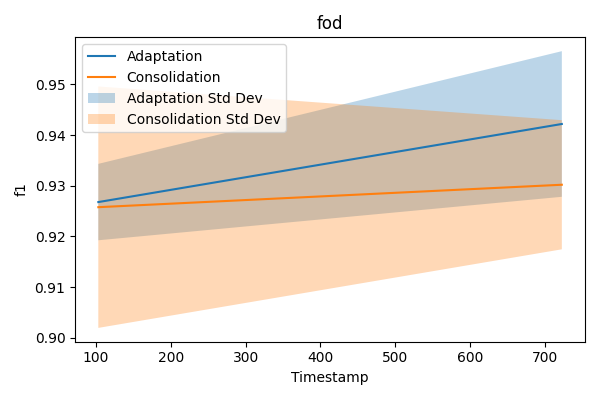 fod
Adaptation
Consolidation
Adaptation Std Dev
Consolidation Std Dev
0.95
0.94
0.93
0.92
0.91
0.90
f1
100 200 300 400 500 600 700
Timestamp